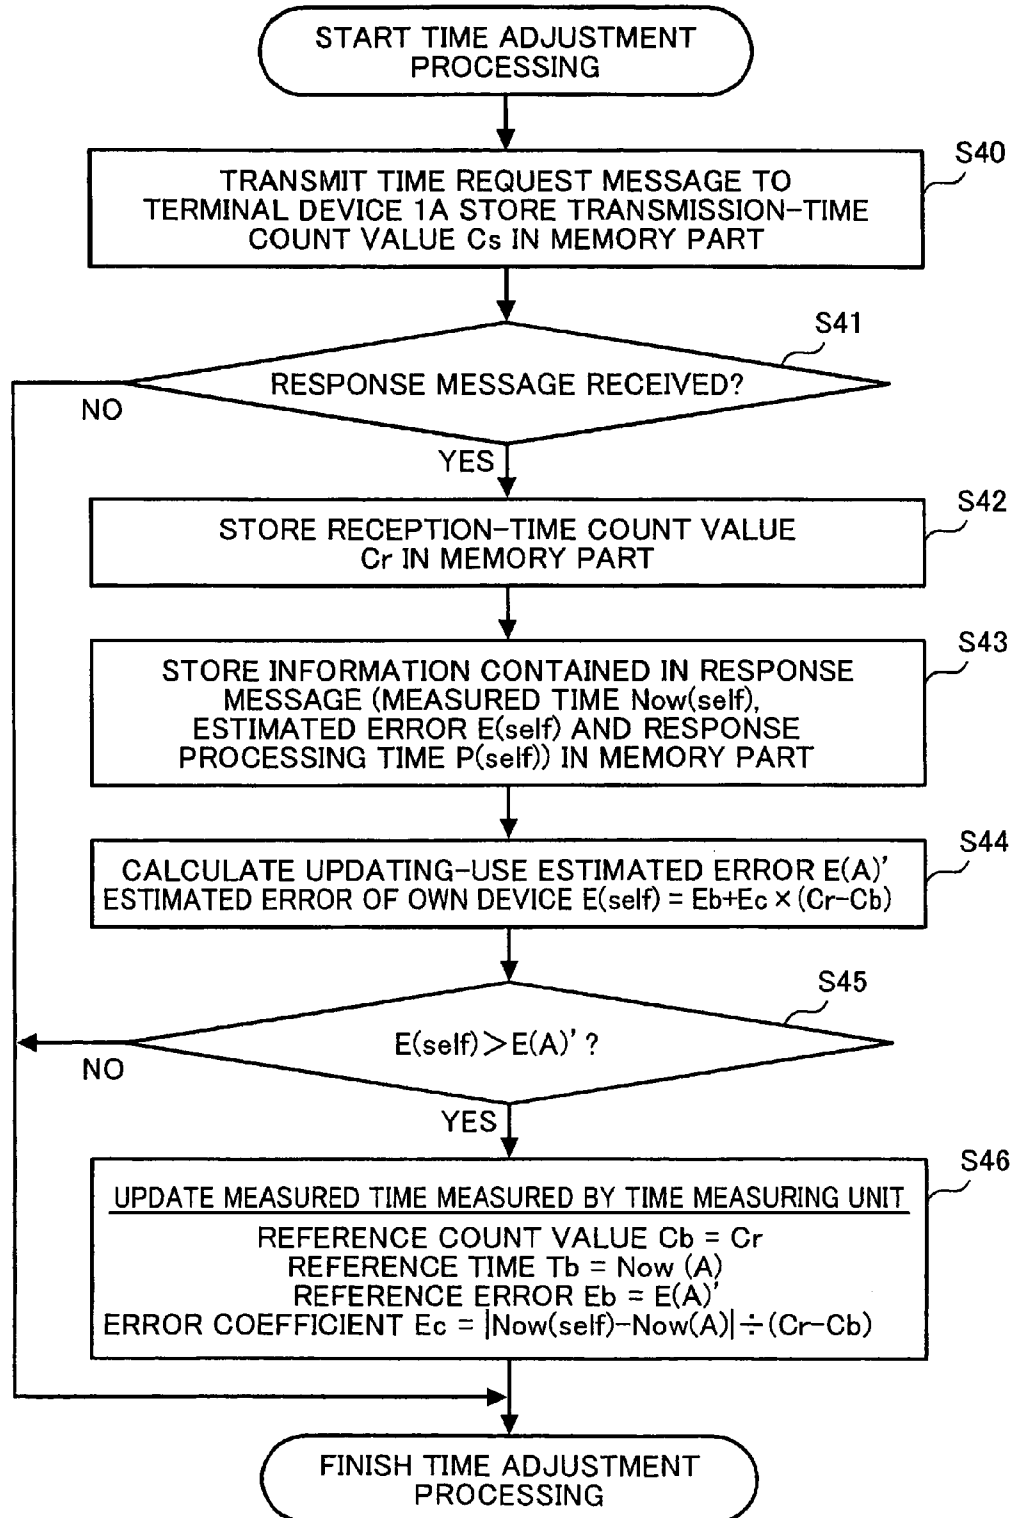 START TIME ADJUSTMENT
PROCESSING
S40
TRANSMIT TIME REQUEST MESSAGE TO
TERMINAL DEVICE 1A STORE TRANSMISSION-TIME
COUNT VALUE Cs IN MEMORY PART
S41
RESPONSE MESSAGE RECEIVED?
NO
YES
S42
STORE RECEPTION-TIME COUNT VALUE
Cr IN MEMORY PART
S43
STORE INFORMATION CONTAINED IN RESPONSE
MESSAGE (MEASURED TIME Now(self),
ESTIMATED ERROR E(self) AND RESPONSE
PROCESSING TIME P(self)) IN MEMORY PART
S44
CALCULATE UPDATING-USE ESTIMATED ERROR E(A)'
ESTIMATED ERROR OF OWN DEVICE E(self) = Eb+Ec × (Cr-Cb)
S45
E(self)>E(A)' ?
NO
YES
S46
UPDATE MEASURED TIME MEASURED BY TIME MEASURING UNIT
REFERENCE COUNT VALUE Cb = Cr
REFERENCE TIME Tb = Now (A)
REFERENCE ERROR Eb = E(A)'
ERROR COEFFICIENT Ec = |Now(self)-Now(A)| ÷ (Cr-Cb)
FINISH TIME ADJUSTMENT
PROCESSING